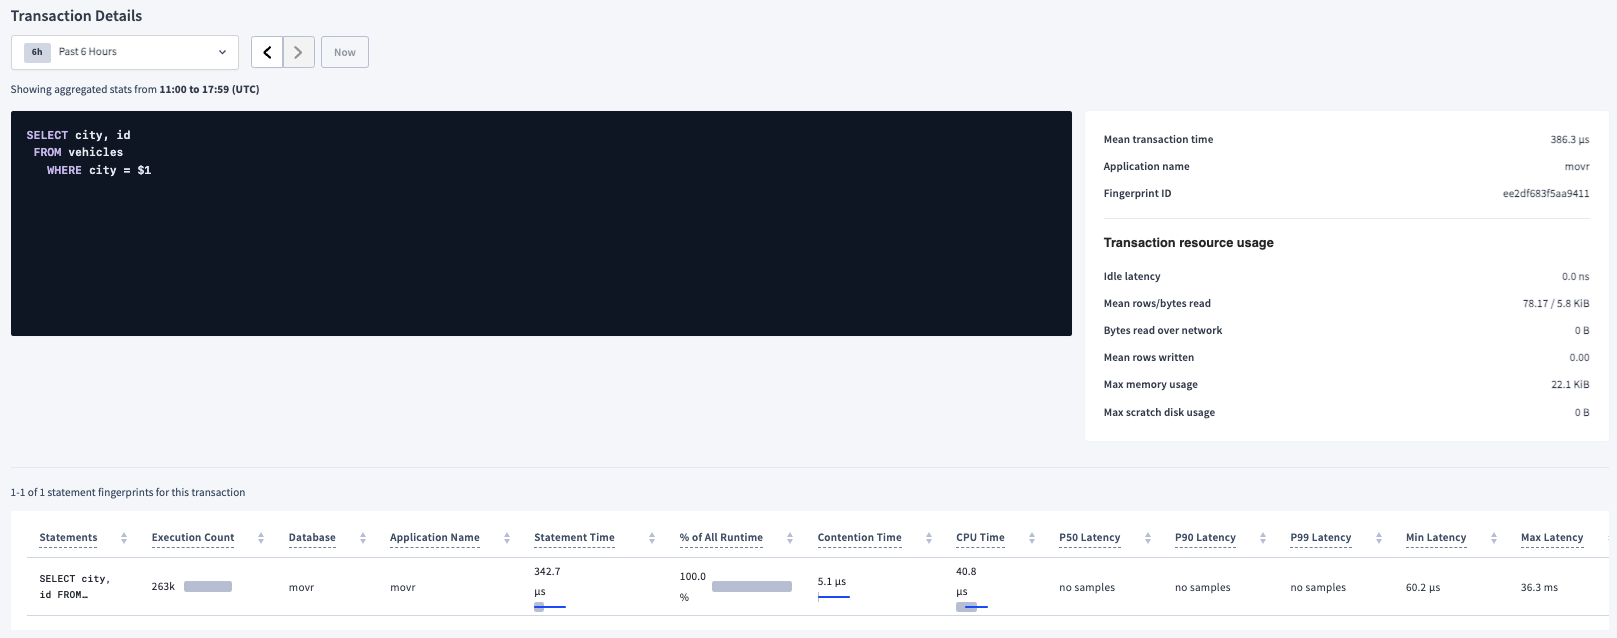 Transaction Details
6h Past 6 Hours Now
Showing aggregated stats from 11:00 to 17:59 (UTC)
SELECT city, id
FROM vehicles
WHERE city = $1
Mean transaction time 386.3 µs
Application name movr
Fingerprint ID ee2df683f5aa9411
Transaction resource usage
Idle latency 0.0 ns
Mean rows/bytes read 78.17 / 5.8 KiB
Bytes read over network 0 B
Mean rows written 0.00
Max memory usage 22.1 KiB
Max scratch disk usage 0 B
1-1 of 1 statement fingerprints for this transaction
Statements Execution Count Database Application Name Statement Time % of All Runtime Contention Time CPU Time P50 Latency P90 Latency P99 Latency Min Latency Max Latency
SELECT city, id FROM… 263k movr movr 342.7 µs 100.0 % 5.1 µs 40.8 µs no samples no samples no samples 60.2 µs 36.3 ms